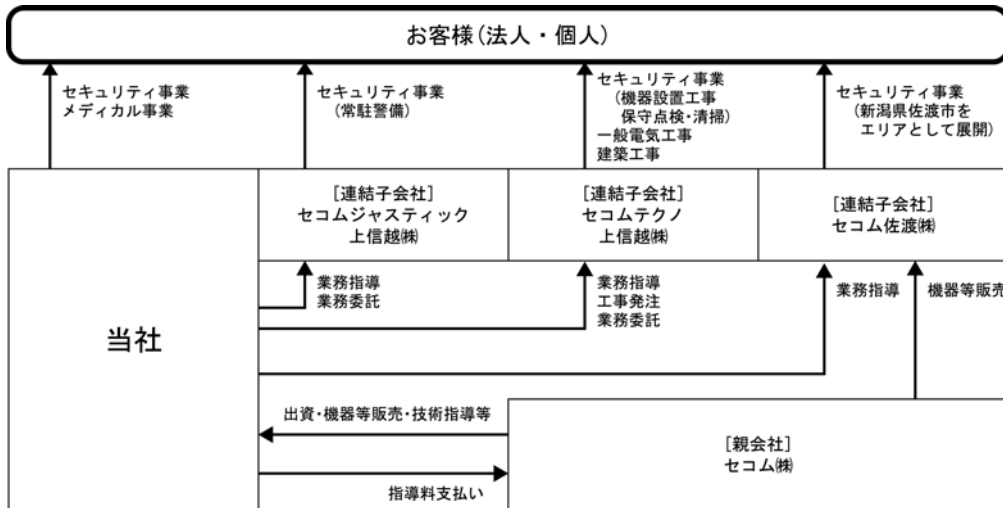 お客様(法人・個人)
セキュリティ事業
メディカル事業
セキュリティ事業
(常駐警備)
セキュリティ事業
(機器設置工事
保守点検・清掃)
一般電気工事
建築工事
セキュリティ事業
(新潟県佐渡市を
エリアとして展開)
当社
[連結子会社]
セコムジャスティック
上信越㈱
[連結子会社]
セコムテクノ
上信越㈱
[連結子会社]
セコム佐渡㈱
業務指導
業務委託
業務指導
工事発注
業務委託
業務指導
機器等販売
出資・機器等販売・技術指導等
[親会社]
セコム㈱
指導料支払い